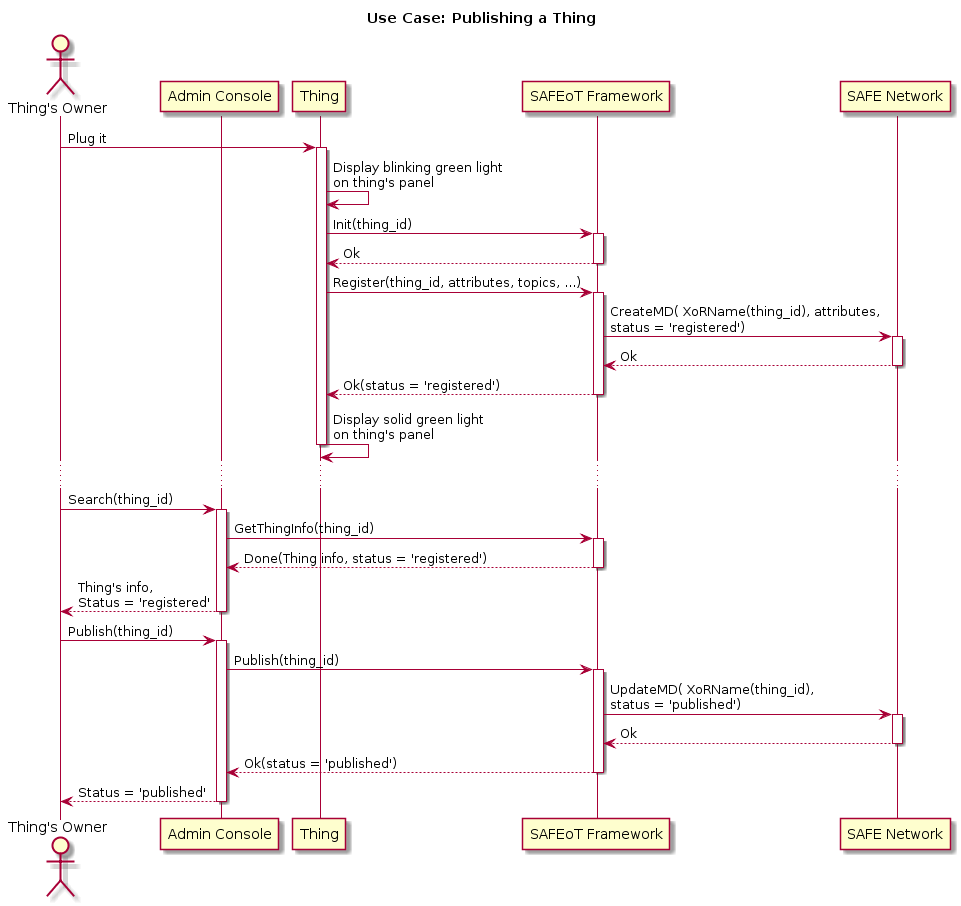 Use Case: Publishing a Thing
Thing's Owner
Admin Console
Thing
SAFEoT Framework
SAFE Network
Plug it
Display blinking green light
on thing's panel
Init(thing_id)
Ok
Register(thing_id, attributes, topics, ...)
CreateMD( XoRName(thing_id), attributes,
status = 'registered')
Ok
Ok(status = 'registered')
Display solid green light
on thing's panel
Search(thing_id)
GetThingInfo(thing_id)
Done(Thing info, status = 'registered')
Thing's info,
Status = 'registered'
Publish(thing_id)
Publish(thing_id)
UpdateMD( XoRName(thing_id),
status = 'published')
Ok
Ok(status = 'published')
Status = 'published'
Thing's Owner
Admin Console
Thing
SAFEoT Framework
SAFE Network